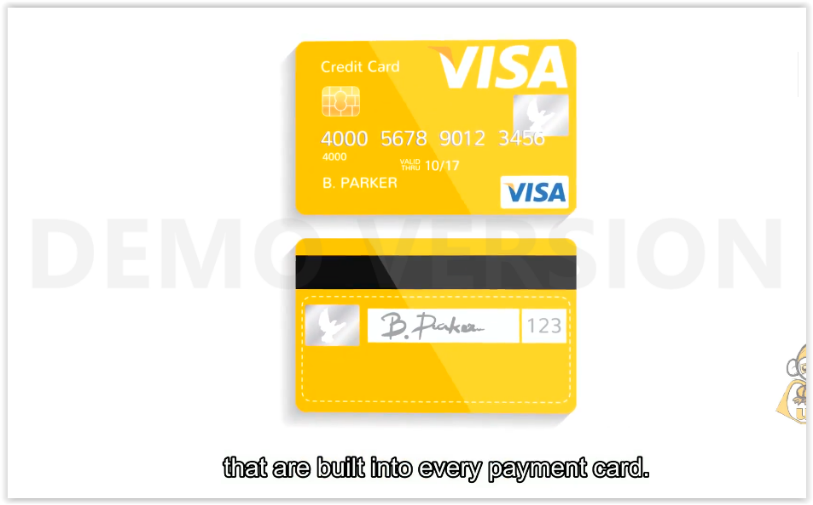 Credit Card
VISA
4000 5678 9012 3456
4000
VALID THRU 10/17
B. PARKER
VISA
DEMO VERSION
B. Parker
123
that are built into every payment card.